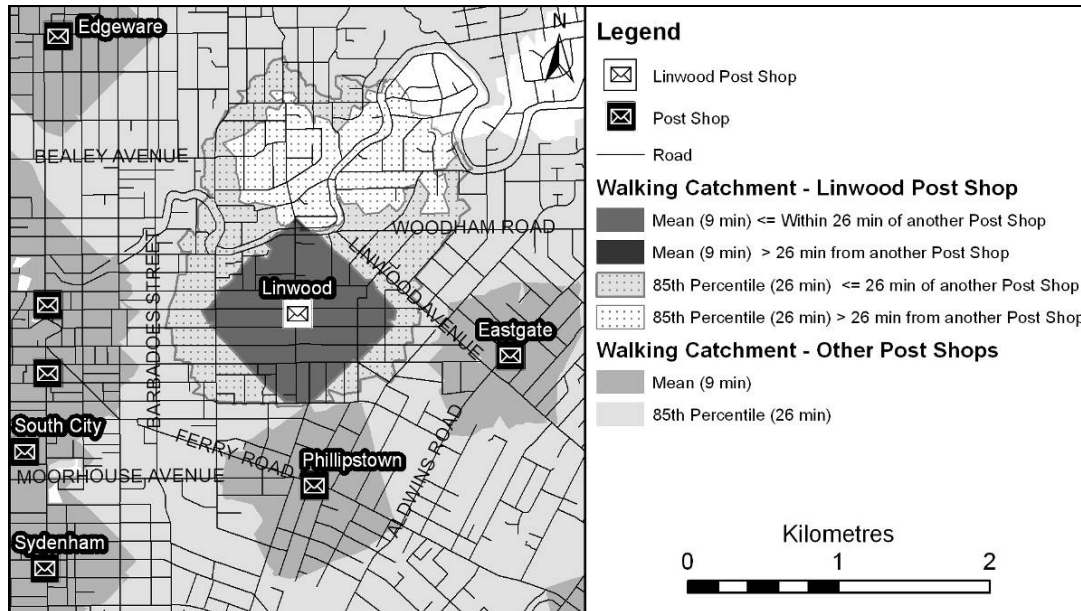 Edgeware
N
BEALEY AVENUE
WOODHAM ROAD
BARBADOES STREET
LINWOOD AVENUE
Linwood
Eastgate
South City
FERRY ROAD
Phillipstown
ALDWINS ROAD
MOORHOUSE AVENUE
Sydenham
Legend
Linwood Post Shop
Post Shop
Road
Walking Catchment - Linwood Post Shop
Mean (9 min) <= Within 26 min of another Post Shop
Mean (9 min) > 26 min from another Post Shop
85th Percentile (26 min) <= 26 min of another Post Shop
85th Percentile (26 min) > 26 min from another Post Shop
Walking Catchment - Other Post Shops
Mean (9 min)
85th Percentile (26 min)
Kilometres
0 1 2